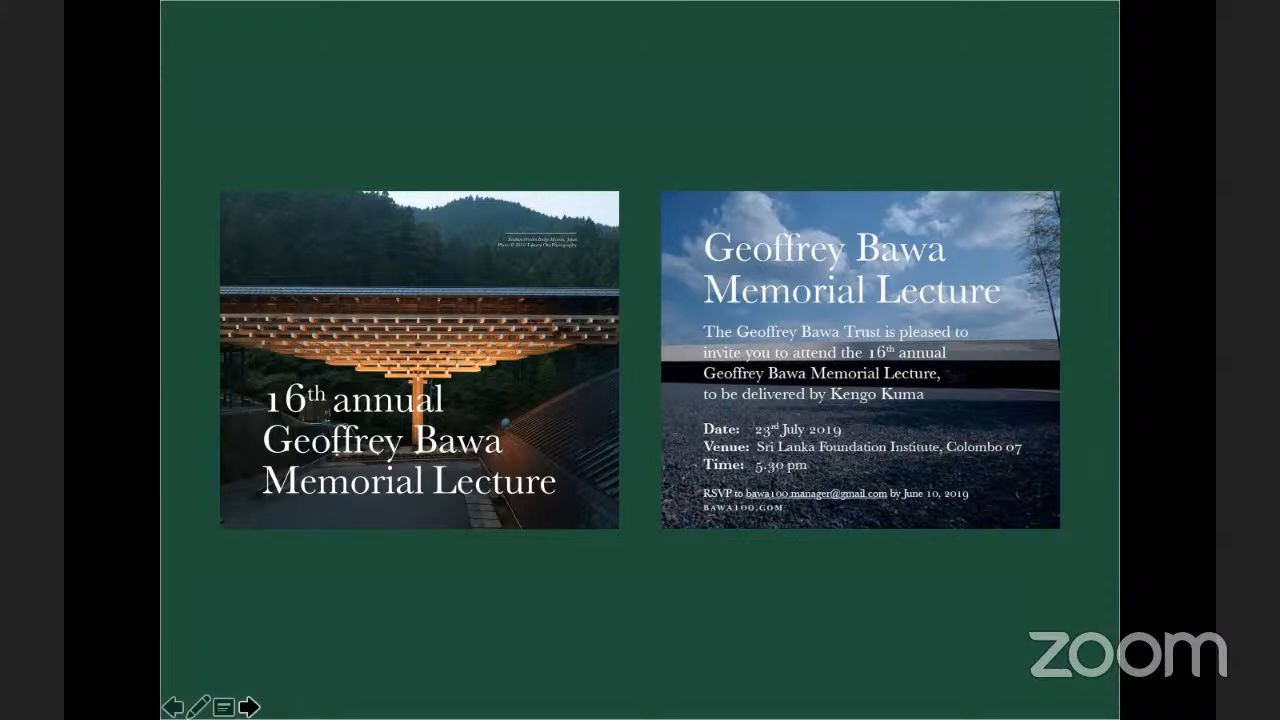 16th annual
Geoffrey Bawa
Memorial Lecture
Geoffrey Bawa
Memorial Lecture
The Geoffrey Bawa Trust is pleased to
invite you to attend the 16th annual
Geoffrey Bawa Memorial Lecture,
to be delivered by Kengo Kuma
Date: 23rd July 2019
Venue: Sri Lanka Foundation Institute, Colombo 07
Time: 5.30 pm
RSVP to bawa100.manager@gmail.com by June 10, 2019
BAWA100.COM
zoom